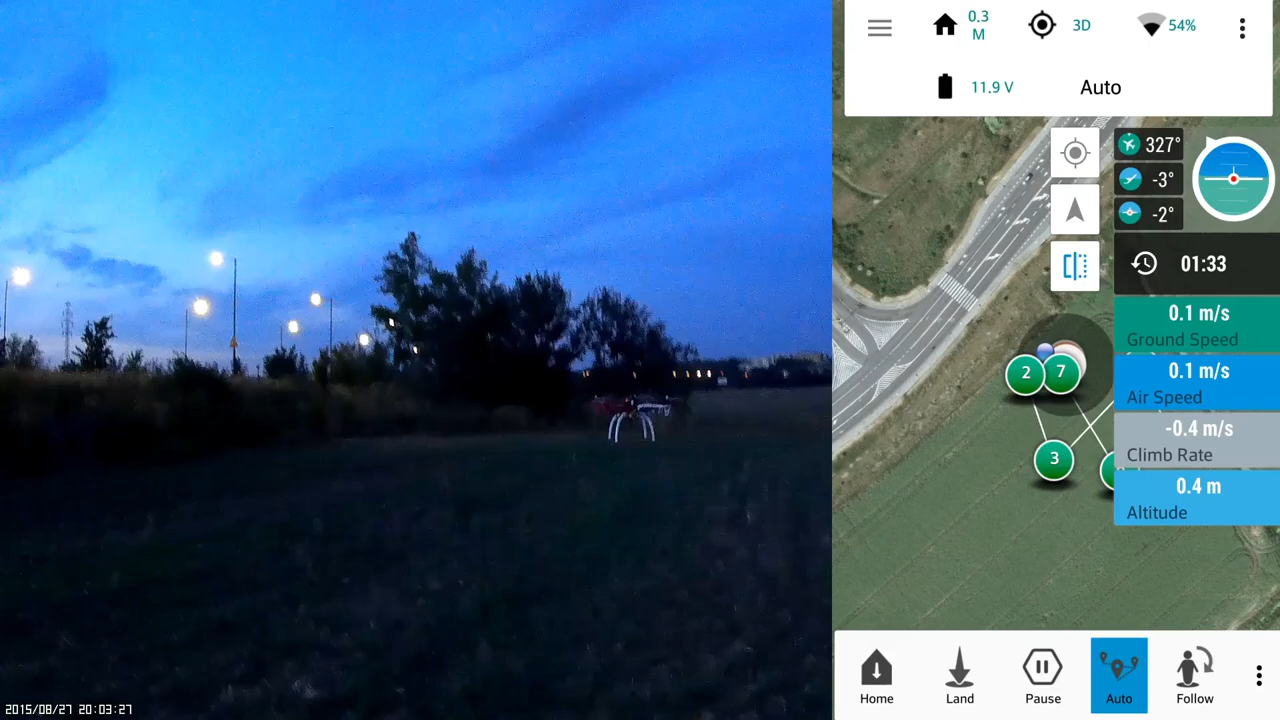 0.3
M
3D
54%
11.9 V
Auto
327°
-3°
-2°
01:33
0.1 m/s
Ground Speed
0.1 m/s
Air Speed
-0.4 m/s
Climb Rate
0.4 m
Altitude
2
7
3
Home
Land
Pause
Auto
Follow
2015/08/27 20:03:27